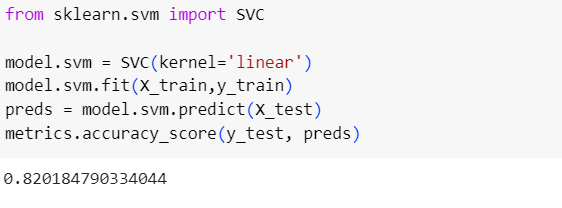 from sklearn.svm import SVC
model.svm = SVC(kernel='linear')
model.svm.fit(X_train,y_train)
preds = model.svm.predict(X_test)
metrics.accuracy_score(y_test, preds)
0.820184790334044